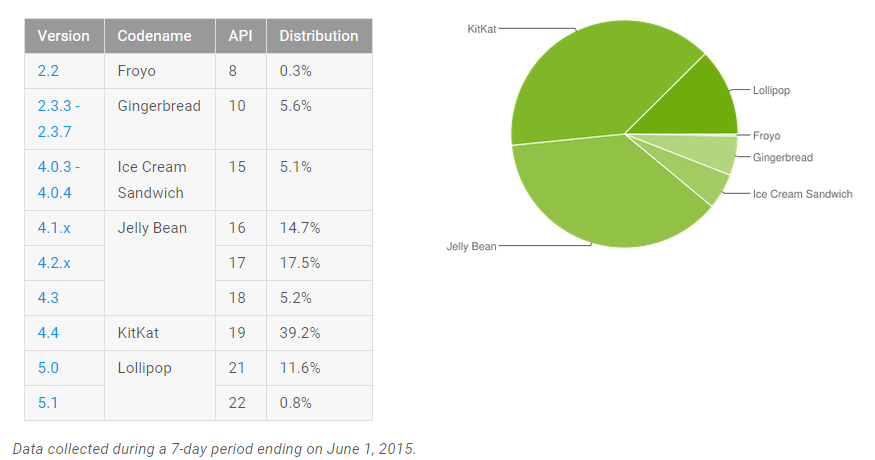 Version Codename API Distribution
2.2 Froyo 8 0.3%
2.3.3 - Gingerbread 10 5.6%
2.3.7
4.0.3 - Ice Cream 15 5.1%
4.0.4 Sandwich
4.1.x Jelly Bean 16 14.7%
4.2.x 17 17.5%
4.3 18 5.2%
4.4 KitKat 19 39.2%
5.0 Lollipop 21 11.6%
5.1 22 0.8%
Data collected during a 7-day period ending on June 1, 2015.
KitKat
Lollipop
Froyo
Gingerbread
Ice Cream Sandwich
Jelly Bean